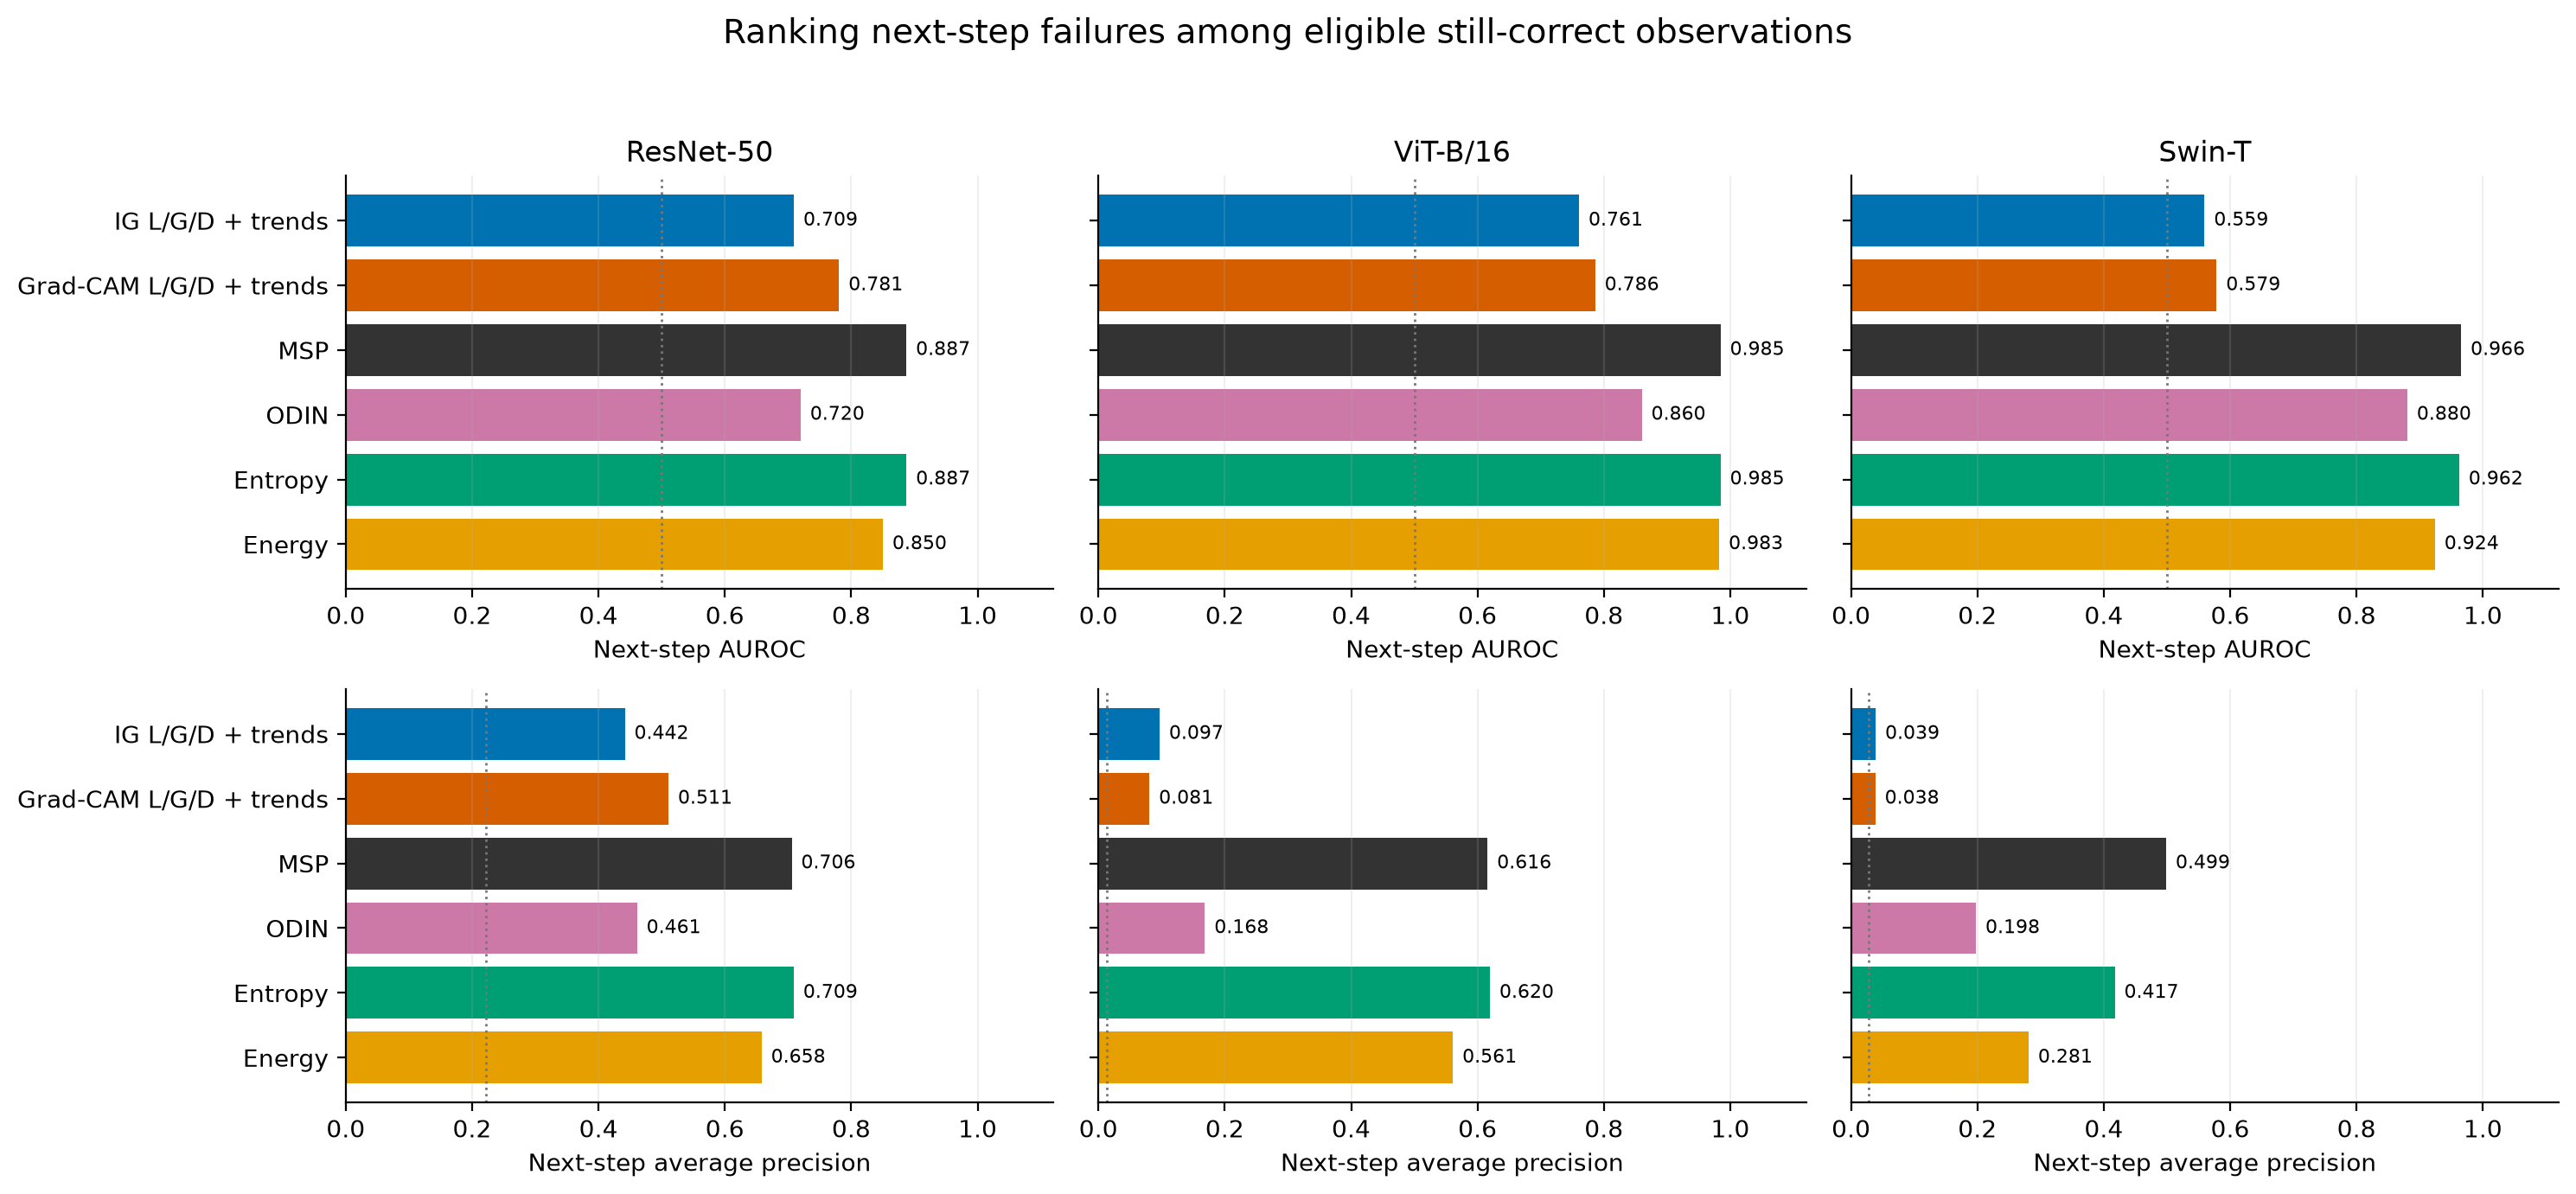 Ranking next-step failures among eligible still-correct observations
ResNet-50
ViT-B/16
Swin-T
IG L/G/D + trends
0.709
0.761
0.559
Grad-CAM L/G/D + trends
0.781
0.786
0.579
MSP
0.887
0.985
0.966
ODIN
0.720
0.860
0.880
Entropy
0.887
0.985
0.962
Energy
0.850
0.983
0.924
0.0 0.2 0.4 0.6 0.8 1.0
0.0 0.2 0.4 0.6 0.8 1.0
0.0 0.2 0.4 0.6 0.8 1.0
Next-step AUROC
Next-step AUROC
Next-step AUROC
IG L/G/D + trends
0.442
0.097
0.039
Grad-CAM L/G/D + trends
0.511
0.081
0.038
MSP
0.706
0.616
0.499
ODIN
0.461
0.168
0.198
Entropy
0.709
0.620
0.417
Energy
0.658
0.561
0.281
0.0 0.2 0.4 0.6 0.8 1.0
0.0 0.2 0.4 0.6 0.8 1.0
0.0 0.2 0.4 0.6 0.8 1.0
Next-step average precision
Next-step average precision
Next-step average precision